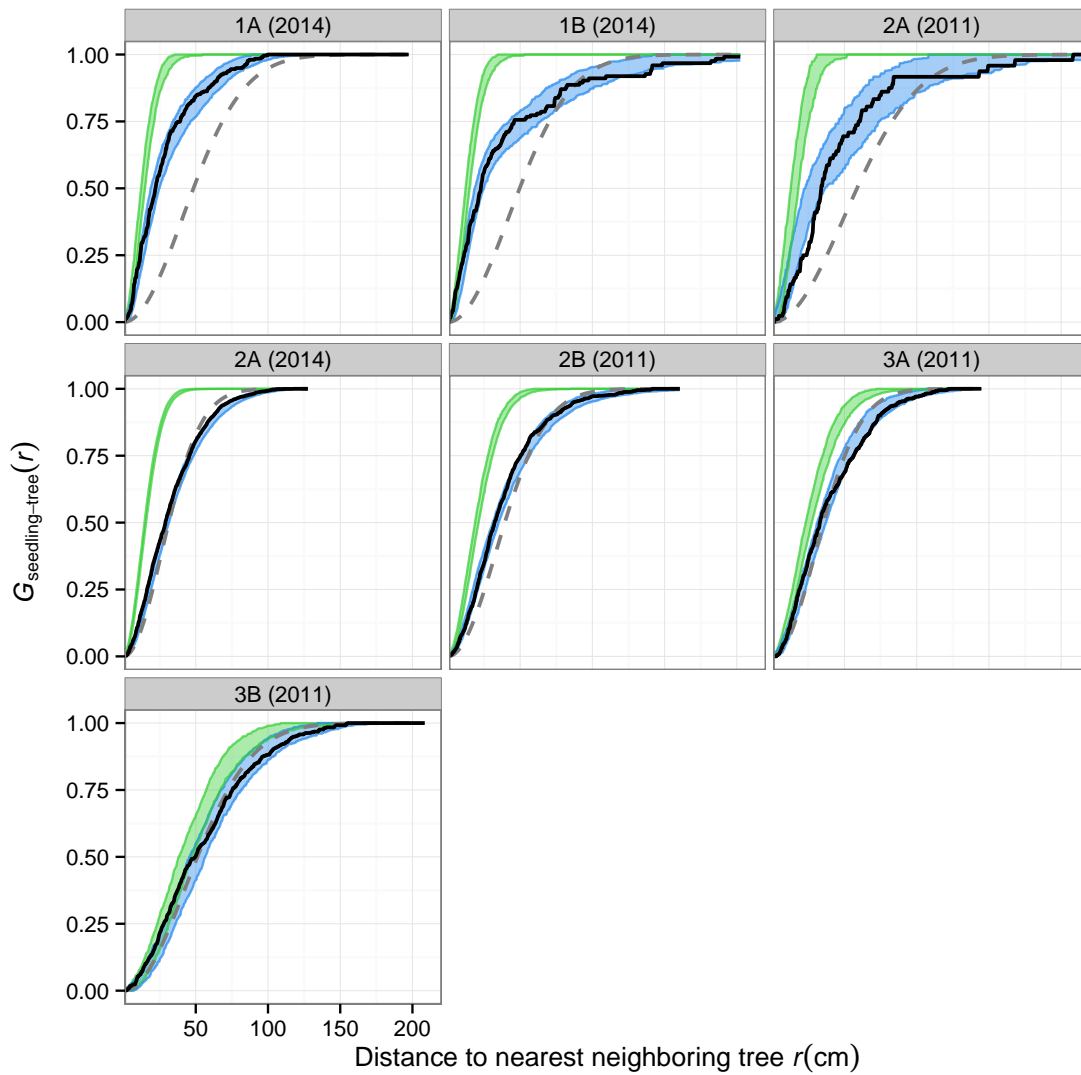 1A (2014) 1B (2014) 2A (2011)
1.00
0.75
0.50
0.25
0.00
2A (2014) 2B (2011) 3A (2011)
1.00
0.75
0.50
0.25
0.00
G seedling–tree (r)
3B (2011)
1.00
0.75
0.50
0.25
0.00
50 100 150 200
Distance to nearest neighboring tree r(cm)